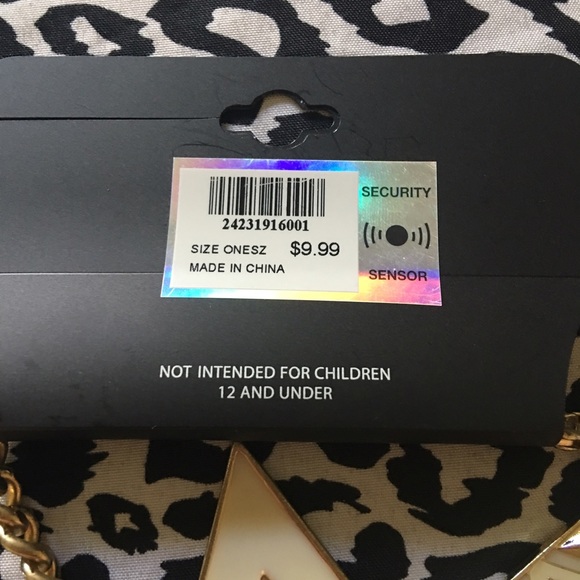 24231916001
SIZE ONESZ $9.99
MADE IN CHINA
SECURITY
SENSOR
NOT INTENDED FOR CHILDREN
12 AND UNDER